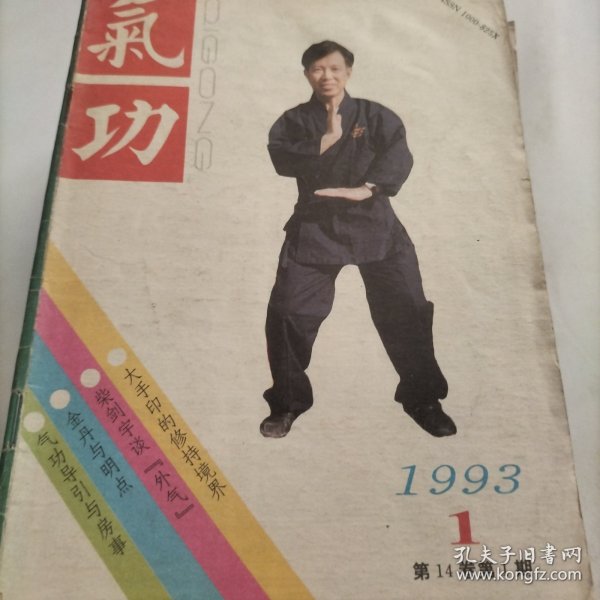 氣功
QIGONG
ISSN 1000-825X
大手印的修持境界
柴剑宇谈『外气』
金丹与明点
气功导引与房事
1993
1
第14卷第1期
孔夫子旧书网
www.kongfz.com